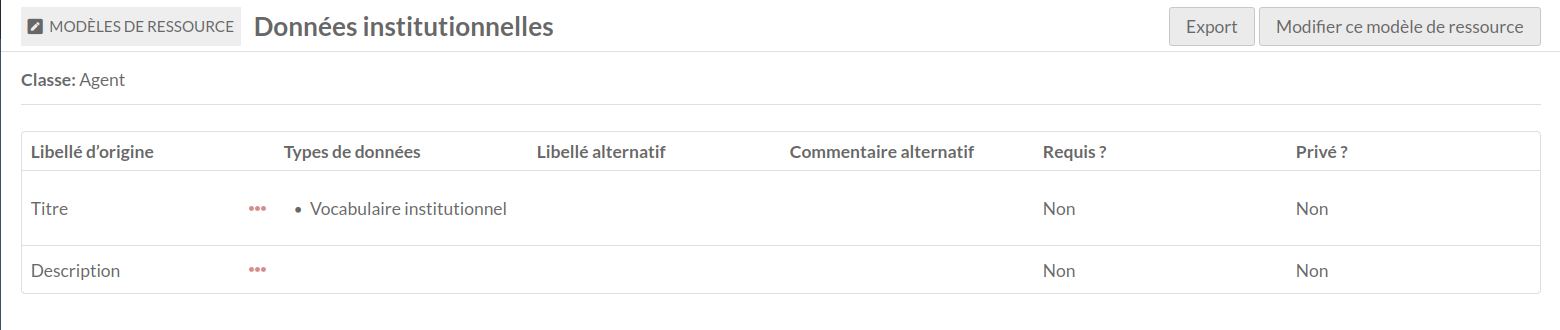 MODÈLES DE RESSOURCE Données institutionnelles Export Modifier ce modèle de ressource
Classe: Agent
Libellé d'origine Types de données Libellé alternatif Commentaire alternatif Requis ? Privé ?
Titre ••• • Vocabulaire institutionnel Non Non
Description ••• Non Non